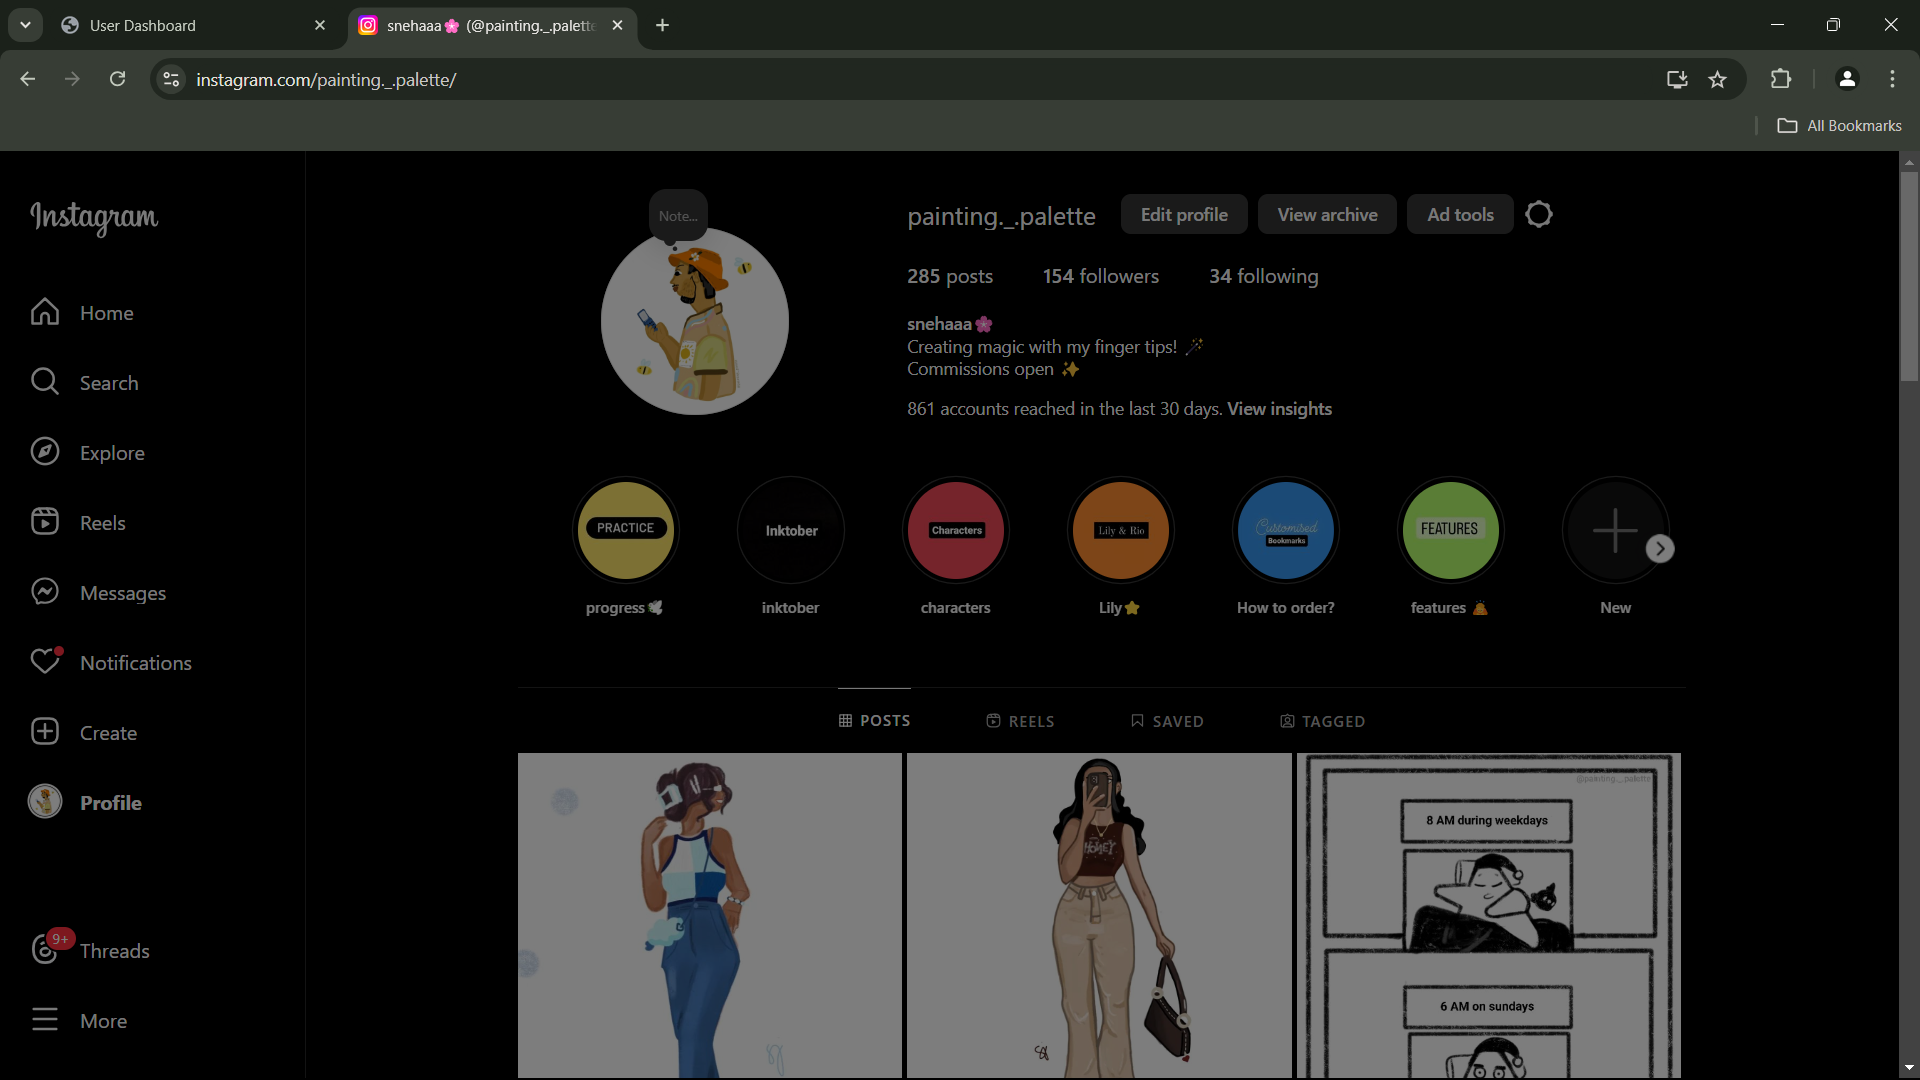 User Dashboard
snehaaa🌸 (@painting._.palette
instagram.com/painting._.palette/
All Bookmarks
Instagram
Home
Search
Explore
Reels
Messages
Notifications
Create
Profile
9+
Threads
More
Note...
painting._.palette
Edit profile
View archive
Ad tools
285 posts
154 followers
34 following
snehaaa🌸
Creating magic with my finger tips! 🪄
Commissions open ✨
861 accounts reached in the last 30 days. View insights
PRACTICE
Inktober
Characters
Lily & Rio
Customised
Bookmarks
FEATURES
progress🕊️
inktober
characters
Lily⭐
How to order?
features 🙇
New
POSTS
REELS
SAVED
TAGGED
HONEY
@painting._.palette
8 AM during weekdays
6 AM on sundays